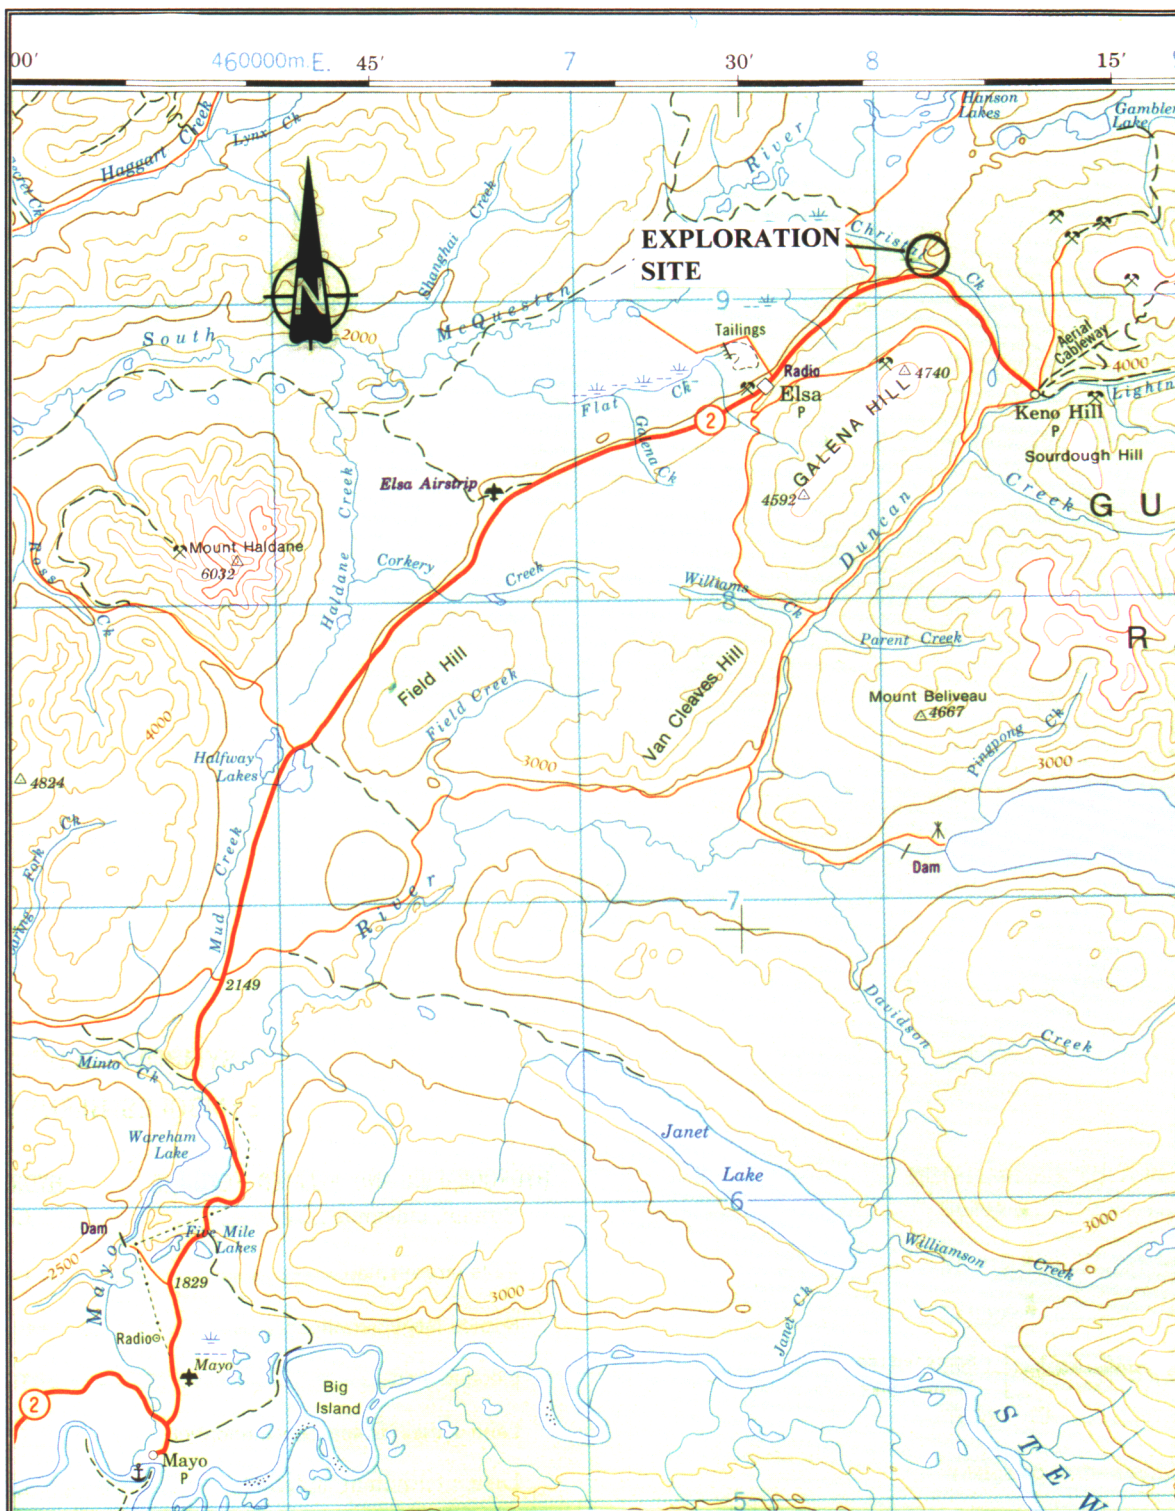 00'
460000m.E.
45'
7
30'
8
15'
Hanson
Lakes
Gambler
Lake
Haggart Creek
Lynx Ck
Secret Ck
River
Shanghai Creek
Christal Ck
EXPLORATION
SITE
N
9
McQuesten
South
2000
Tailings
Aerial
Cableway
4000
Radio
4740
Elsa
P
Flat Ck
2
Keno Hill
P
Lightn
Galena Ck
GALENA HILL
Sourdough Hill
Creek
Elsa Airstrip
4592
G U
Haldane Creek
Duncan
Mount Haldane
6032
Ross Ck
Corkery Creek
Williams Ck
8
Parent Creek
R
Field Hill
Field Creek
Van Cleaves Hill
Mount Beliveau
4667
Pingpong Ck
4000
Halfway
Lakes
3000
3000
4824
Mud Creek
Fork Ck
Dam
River
7
2149
Davidson Creek
Minto Ck
Wareham
Lake
Janet
Lake
6
Dam
Five Mile
Lakes
3000
2500
Mayo
Williamson Creek
1829
3000
Janet Ck
Radio
Mayo
2
Big
Island
S T E W
Mayo
P
5